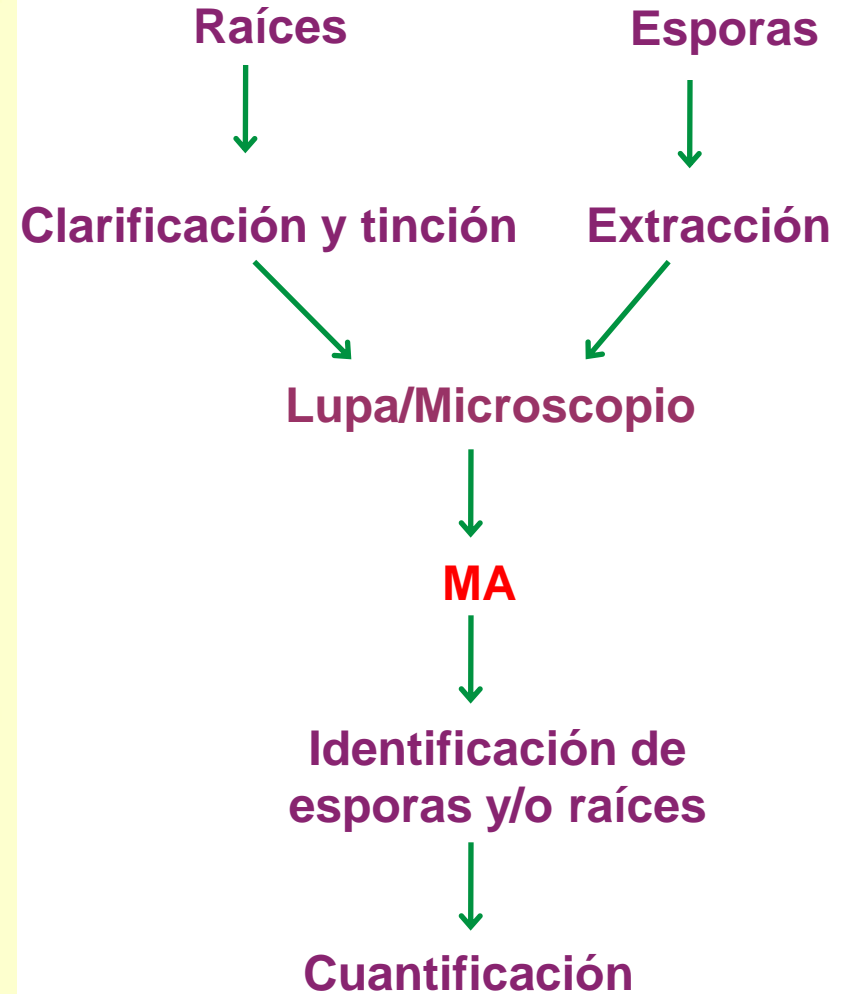 Raíces
Esporas
Clarificación y tinción
Extracción
Lupa/Microscopio
MA
Identificación de
esporas y/o raíces
Cuantificación